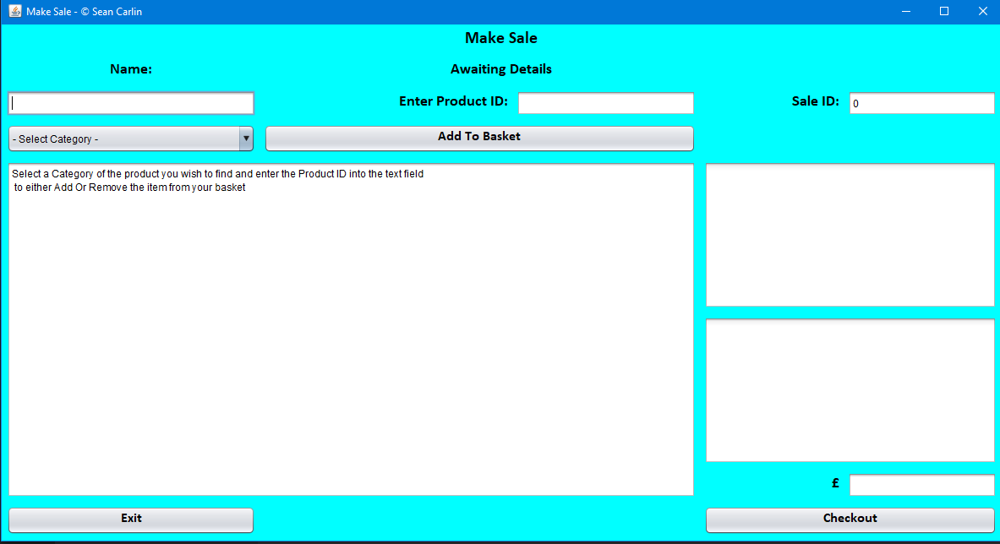 Make Sale - © Sean Carlin
Make Sale
Name:
Awaiting Details
Enter Product ID:
Sale ID:
0
- Select Category -
Add To Basket
Select a Category of the product you wish to find and enter the Product ID into the text field
to either Add Or Remove the item from your basket
£
Exit
Checkout